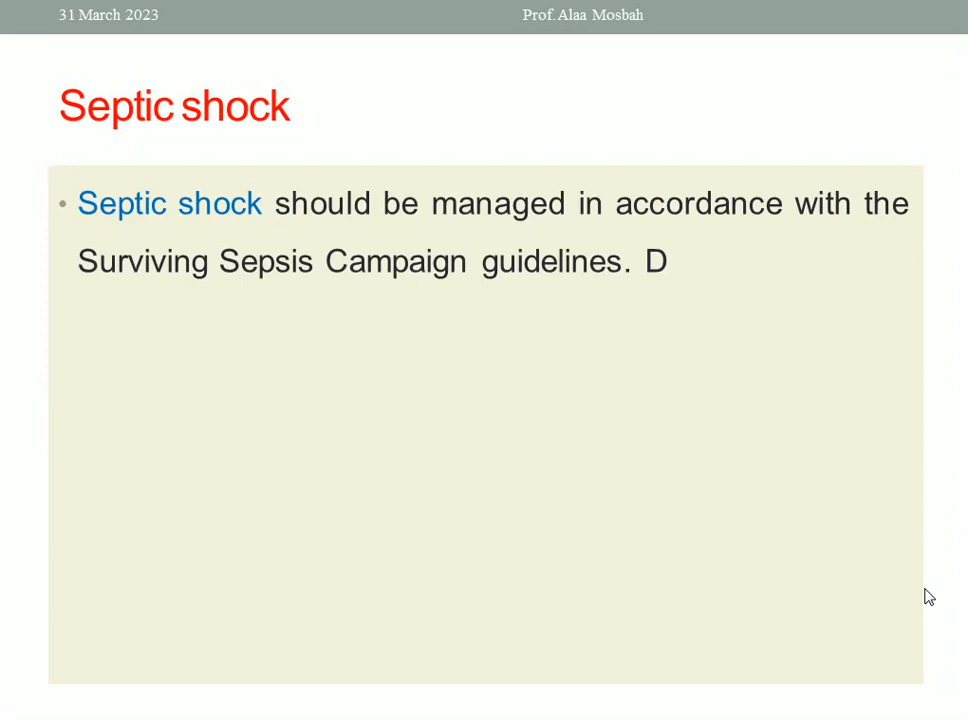 31 March 2023 Prof. Alaa Mosbah
Septic shock
• Septic shock should be managed in accordance with the
Surviving Sepsis Campaign guidelines. D